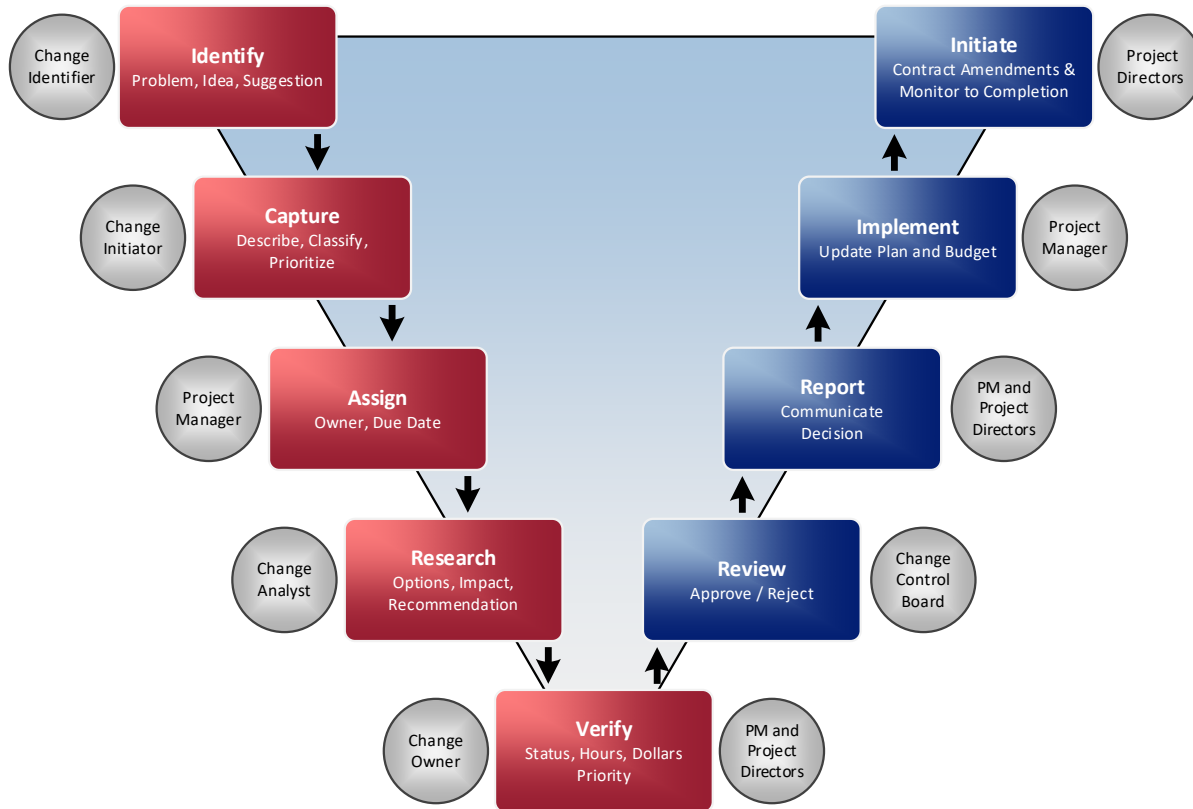 Change
Identifier
Identify
Problem, Idea, Suggestion
Initiate
Contract Amendments &
Monitor to Completion
Project
Directors
Change
Initiator
Capture
Describe, Classify,
Prioritize
Implement
Update Plan and Budget
Project
Manager
Project
Manager
Assign
Owner, Due Date
Report
Communicate
Decision
PM and
Project
Directors
Change
Analyst
Research
Options, Impact,
Recommendation
Review
Approve / Reject
Change
Control
Board
Change
Owner
Verify
Status, Hours, Dollars
Priority
PM and
Project
Directors